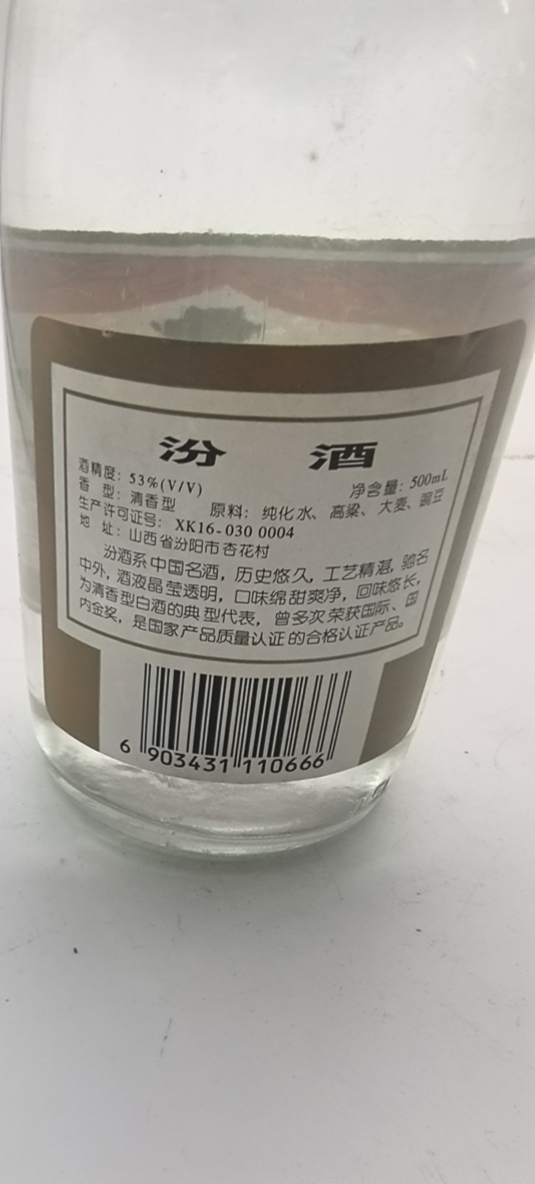 汾 酒
酒精度：53%(V/V) 净含量：500mL
香 型：清香型 原料：纯化水、高粱、大麦、豌豆
生产许可证号：XK16-030 0004
地 址：山西省汾阳市杏花村
汾酒系中国名酒，历史悠久，工艺精湛，驰名
中外，酒液晶莹透明，口味绵甜爽净，回味悠长，
为清香型白酒的典型代表，曾多次荣获国际、国
内金奖，是国家产品质量认证的合格认证产品。
6 903431 110666